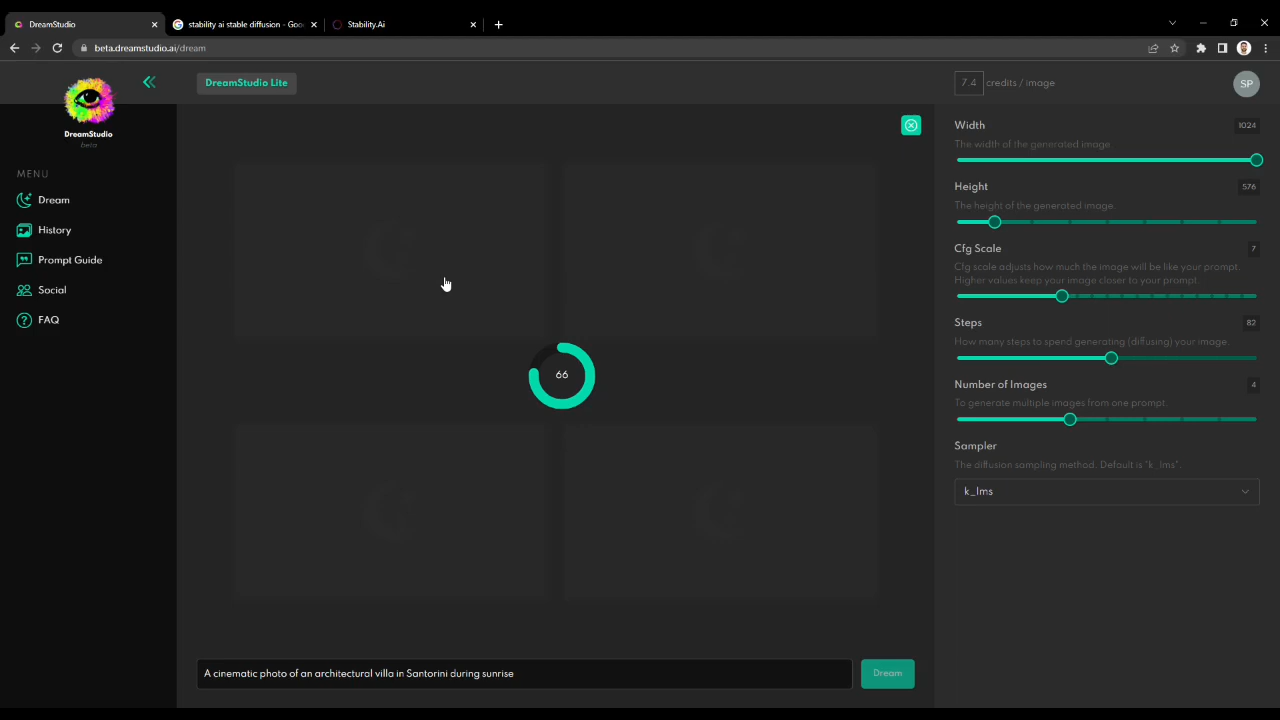 DreamStudio
stability ai stable diffusion - Goo
Stability.Ai
beta.dreamstudio.ai/dream
DreamStudio
beta
MENU
Dream
History
Prompt Guide
Social
FAQ
DreamStudio Lite
7.4 credits / image
SP
66
A cinematic photo of an architectural villa in Santorini during sunrise
Dream
Width 1024
The width of the generated image.
Height 576
The height of the generated image.
Cfg Scale 7
Cfg scale adjusts how much the image will be like your prompt.
Higher values keep your image closer to your prompt.
Steps 82
How many steps to spend generating (diffusing) your image.
Number of Images 4
To generate multiple images from one prompt.
Sampler
The diffusion sampling method. Default is "k_lms".
k_lms